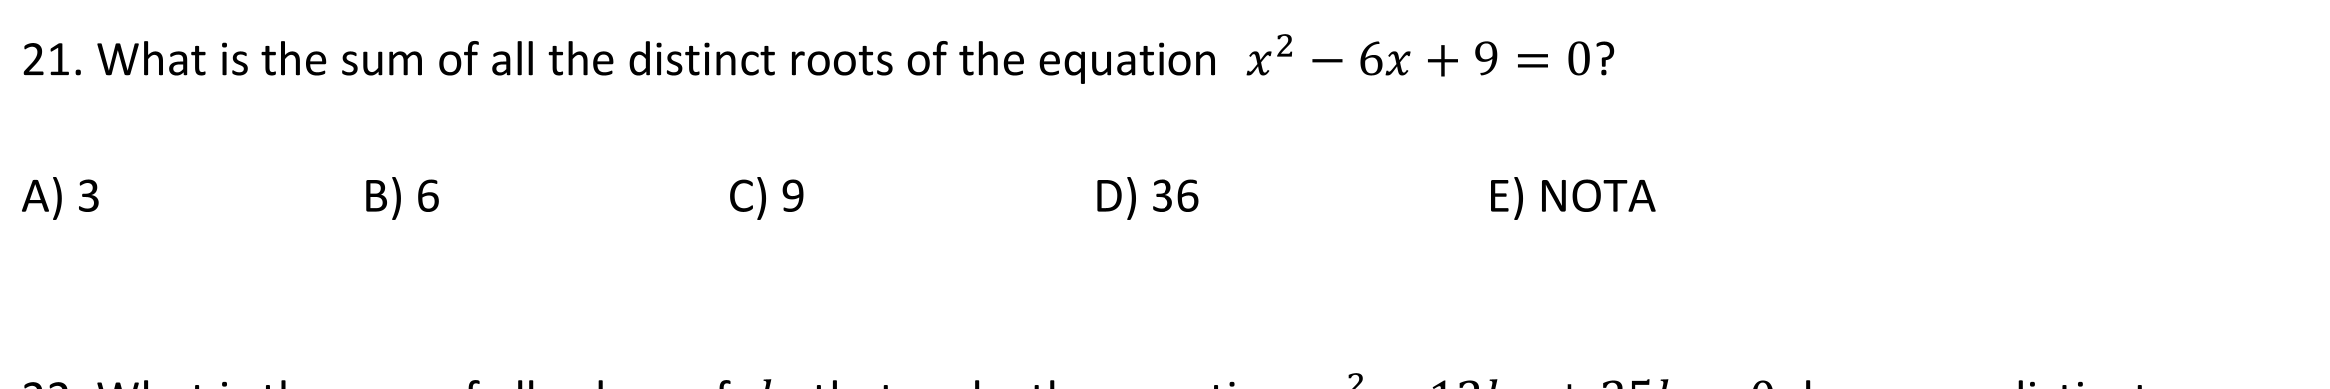 21. What is the sum of all the distinct roots of the equation x² − 6x + 9 = 0?
A) 3 B) 6 C) 9 D) 36 E) NOTA